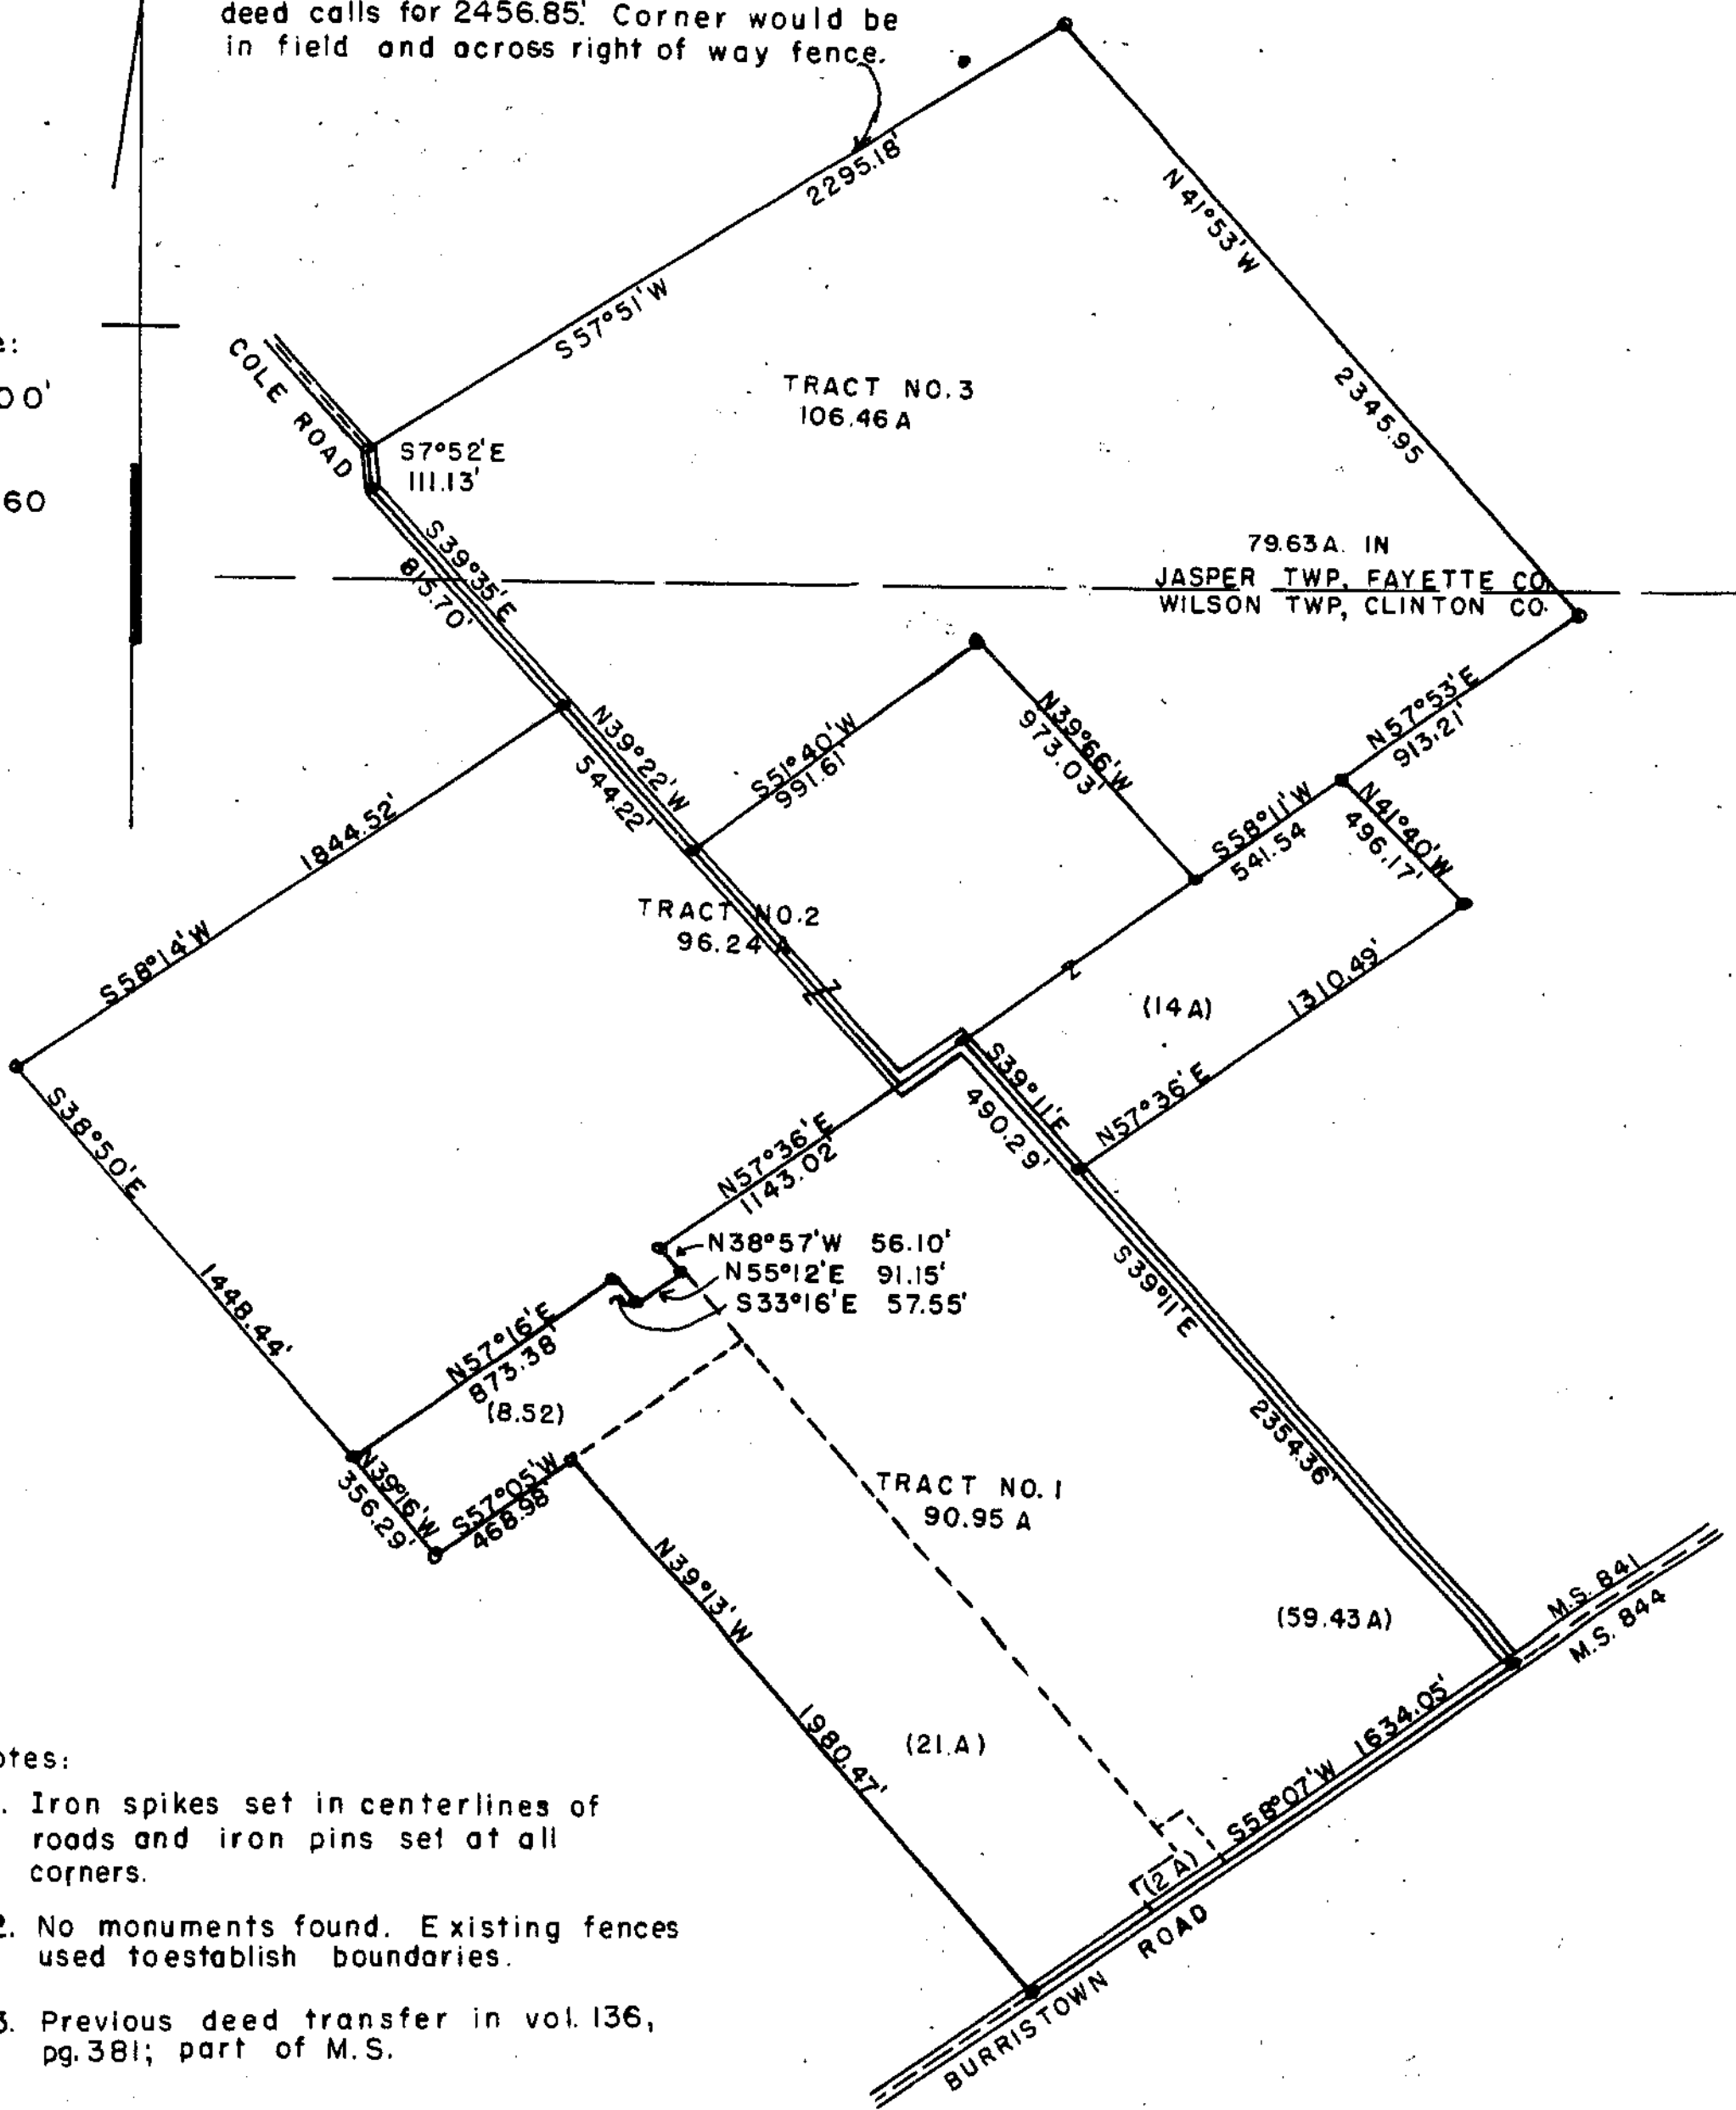 deed calls for 2456.85'. Corner would be
in field and across right of way fence.
2295.18'
S57°51'W
N41°53'W
2345.95
e:
00'
60
COLE ROAD
TRACT NO.3
106.46 A
S7°52'E
111.13'
S39°35'E
815.70'
79.63 A. IN
JASPER TWP, FAYETTE CO.
WILSON TWP, CLINTON CO.
N57°53'E
913.21'
N39°22'W
544.22'
S51°40'W
991.61'
N39°66'W
973.03'
S58°11'W
541.54
N41°40'W
496.17'
1844.52'
S58°14'W
TRACT NO.2
96.24 A
(14 A)
1310.49'
N57°36'E
S39°11'E
490.29'
S38°50'E
1448.44'
N57°36'E
1143.02'
N38°57'W 56.10'
N55°12'E 91.15'
S33°16'E 57.55'
N57°16'E
873.38'
(8.52)
S39°11'E
2354.36'
N39°16'W
356.29'
S57°05'W
468.98'
TRACT NO. 1
90.95 A
N39°13'W
1980.47'
(59.43 A)
(21.A)
M.S. 841
M.S. 844
S58°07'W 1634.05'
(2 A)
BURRISTOWN ROAD
otes:
. Iron spikes set in centerlines of
roads and iron pins set at all
corners.
2. No monuments found. Existing fences
used toestablish boundaries.
3. Previous deed transfer in vol. 136,
pg. 381; part of M.S.